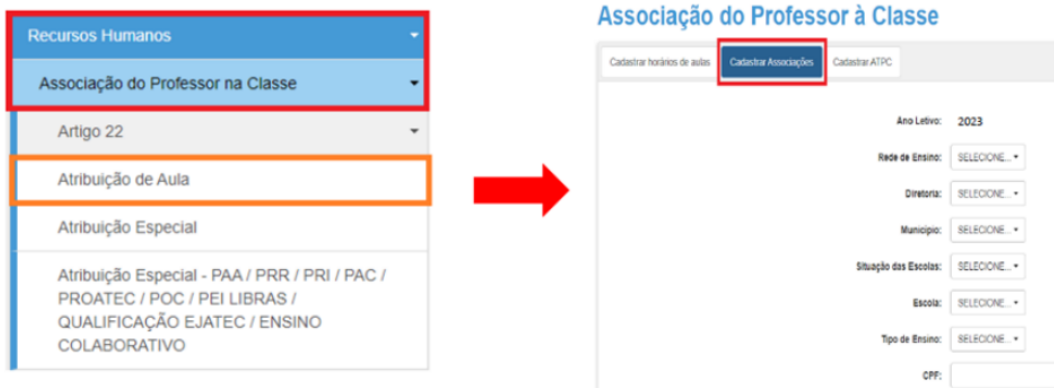 Recursos Humanos
Associação do Professor na Classe
Artigo 22
Atribuição de Aula
Atribuição Especial
Atribuição Especial - PAA / PRR / PRI / PAC /
PROATEC / POC / PEI LIBRAS /
QUALIFICAÇÃO EJATEC / ENSINO
COLABORATIVO
Associação do Professor à Classe
Cadastrar horários de aulas Cadastrar Associações Cadastrar ATPC
Ano Letivo: 2023
Rede de Ensino: SELECIONE...
Diretoria: SELECIONE...
Município: SELECIONE...
Situação das Escolas: SELECIONE...
Escola: SELECIONE...
Tipo de Ensino: SELECIONE...
CPF: